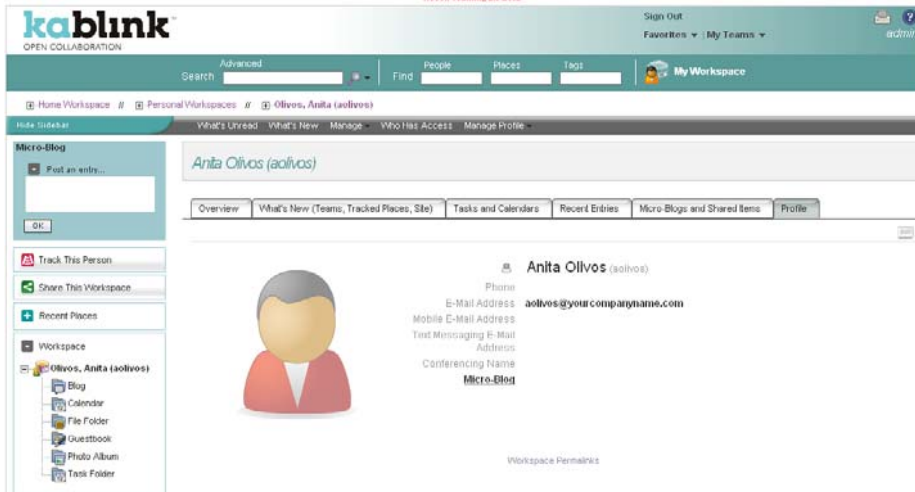 kablink
OPEN COLLABORATION
Sign Out
Favorites | My Teams
admin
Advanced
Search
Find
People
Places
Tags
My Workspace
Home Workspace // Personal Workspaces // Olivos, Anita (aolivos)
Hide Sidebar
What's Unread What's New Manage Who Has Access Manage Profile
Micro-Blog
Post an entry...
OK
Track This Person
Share This Workspace
Recent Places
Workspace
Olivos, Anita (aolivos)
Blog
Calendar
File Folder
Guestbook
Photo Album
Task Folder
Anita Olivos (aolivos)
Overview
What's New (Teams, Tracked Places, Site)
Tasks and Calendars
Recent Entries
Micro-Blogs and Shared Items
Profile
Anita Olivos (aolivos)
Phone
E-Mail Address aolivos@yourcompanyname.com
Mobile E-Mail Address
Text Messaging E-Mail
Address
Conferencing Name
Micro-Blog
Workspace Permalinks